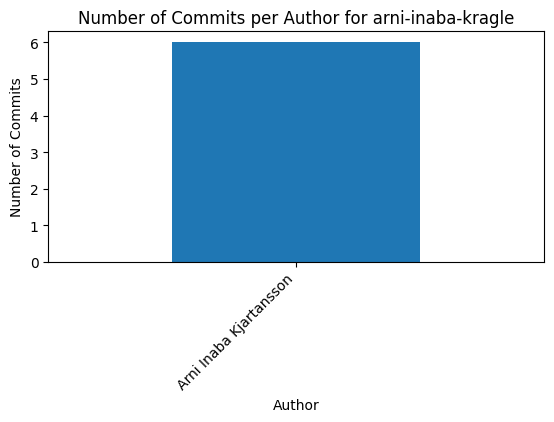 Number of Commits per Author for arni-inaba-kragle
Number of Commits
6
5
4
3
2
1
0
Arni Inaba Kjartansson
Author